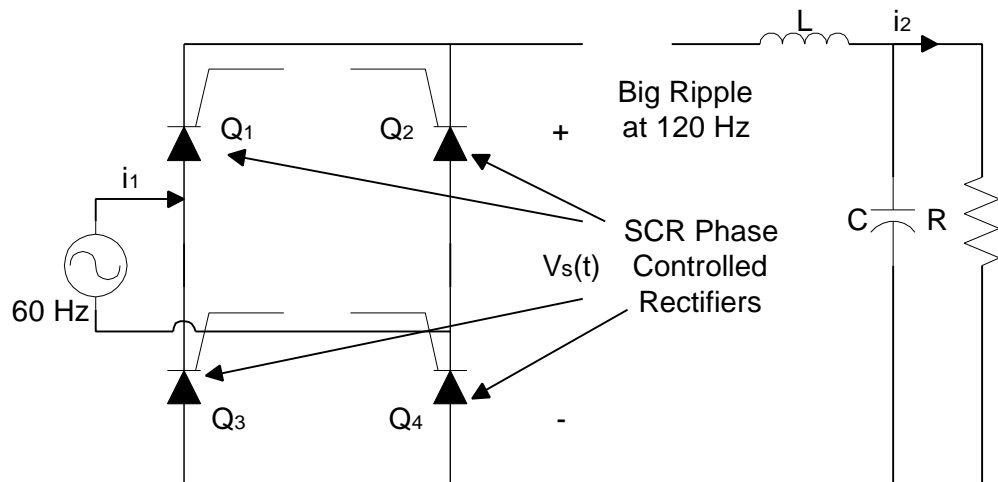 L
i2
Big Ripple
at 120 Hz
Q1
Q2
+
i1
C
R
SCR Phase
Controlled
Rectifiers
Vs(t)
60 Hz
Q3
Q4
-